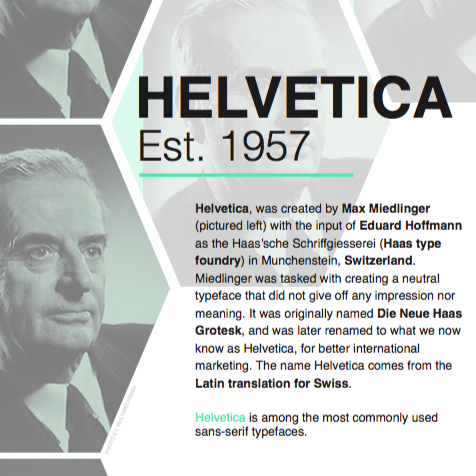 HELVETICA
Est. 1957
Helvetica, was created by Max Miedlinger
(pictured left) with the input of Eduard Hoffmann
as the Haas'sche Schriffgiesserei (Haas type
foundry) in Munchenstein, Switzerland.
Miedlinger was tasked with creating a neutral
typeface that did not give off any impression nor
meaning. It was originally named Die Neue Haas
Grotesk, and was later renamed to what we now
know as Helvetica, for better international
marketing. The name Helvetica comes from the
Latin translation for Swiss.
Helvetica is among the most commonly used
sans-serif typefaces.